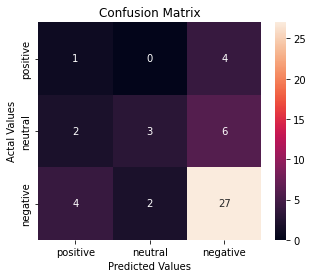 Confusion Matrix
Actal Values
positive
neutral
negative
1 0 4
2 3 6
4 2 27
positive neutral negative
Predicted Values
25
20
15
10
5
0